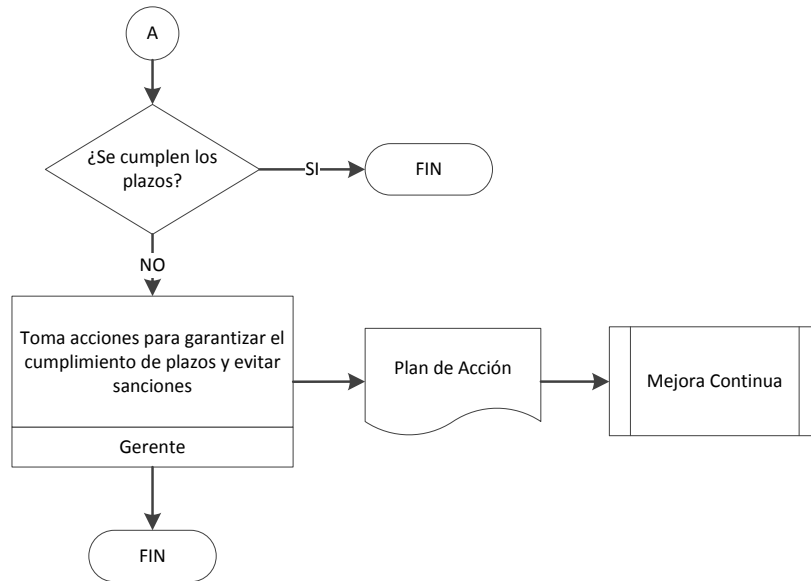 A
¿Se cumplen los
plazos?
SI
FIN
NO
Toma acciones para garantizar el
cumplimiento de plazos y evitar
sanciones
Gerente
Plan de Acción
Mejora Continua
FIN